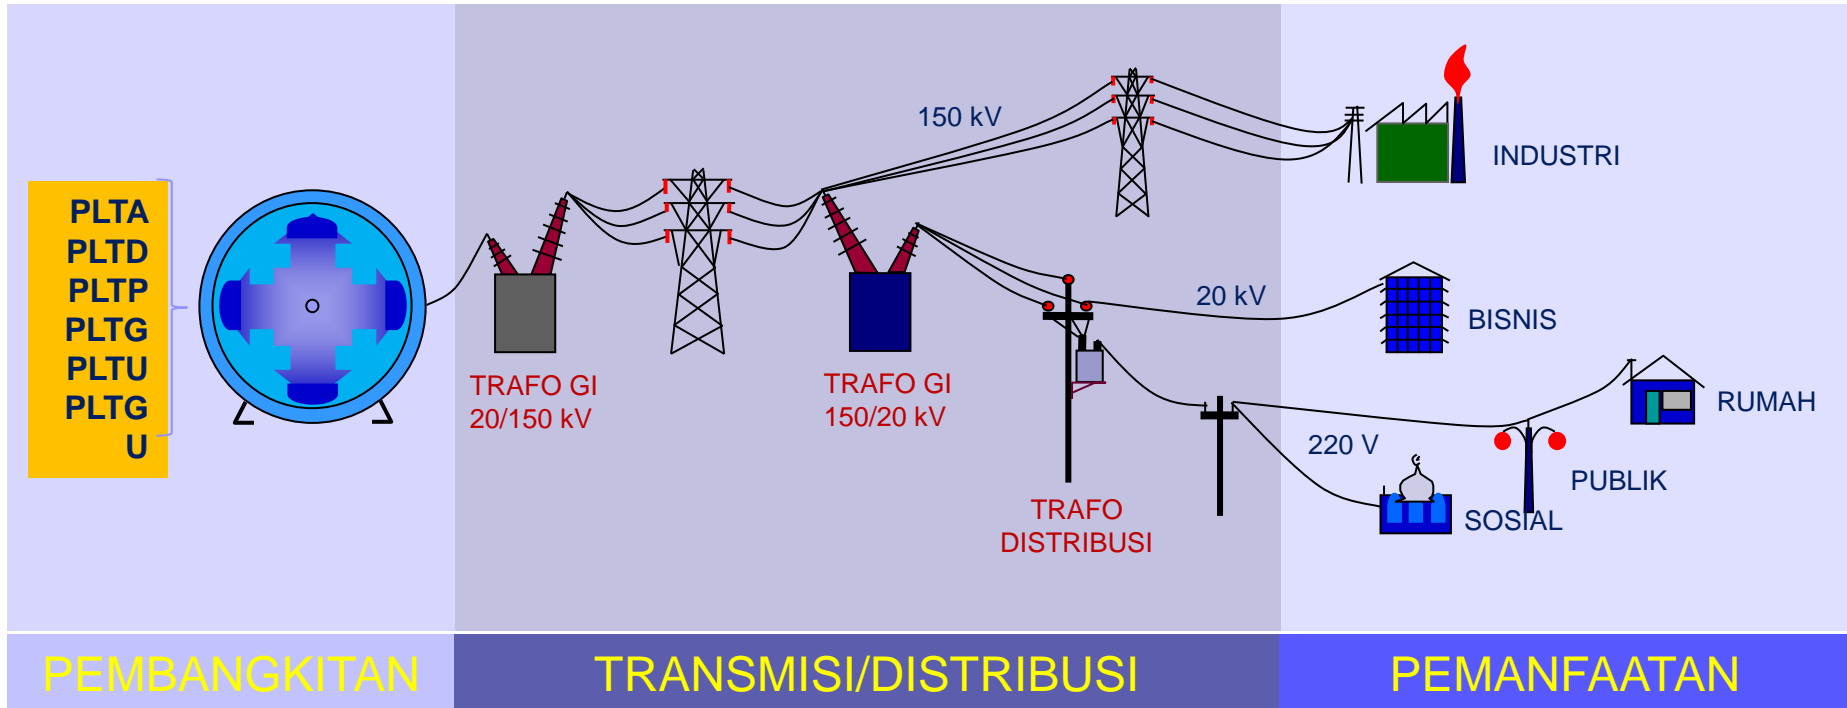 PLTA
PLTD
PLTP
PLTG
PLTU
PLTG
U
TRAFO GI
20/150 kV
TRAFO GI
150/20 kV
150 kV
20 kV
220 V
TRAFO
DISTRIBUSI
INDUSTRI
BISNIS
RUMAH
PUBLIK
SOSIAL
PEMBANGKITAN
TRANSMISI/DISTRIBUSI
PEMANFAATAN